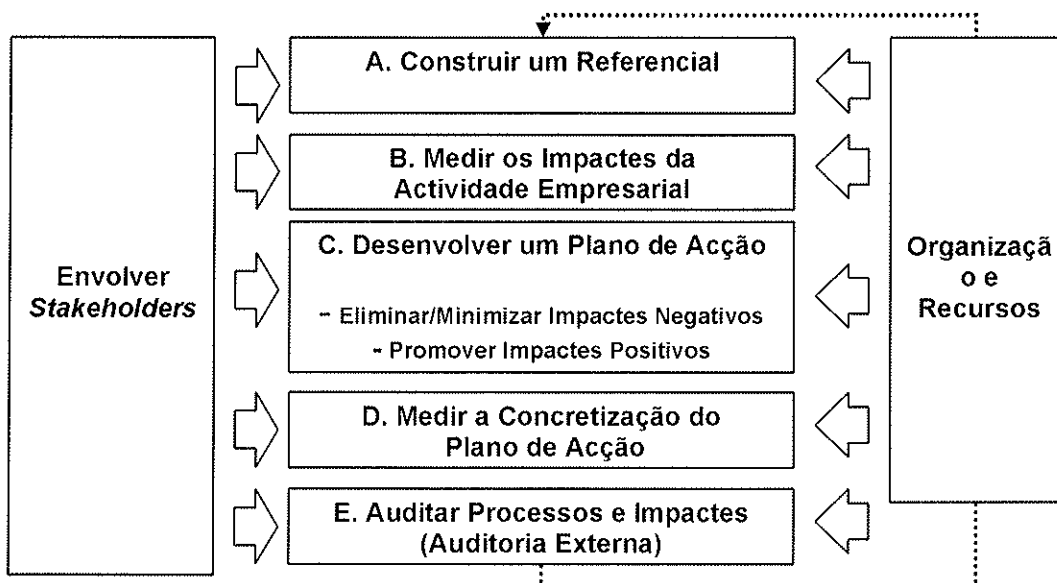 Envolver
Stakeholders
A. Construir um Referencial
B. Medir os Impactes da
Actividade Empresarial
C. Desenvolver um Plano de Acção
- Eliminar/Minimizar Impactes Negativos
- Promover Impactes Positivos
D. Medir a Concretização do
Plano de Acção
E. Auditar Processos e Impactes
(Auditoria Externa)
Organizaçã
o e
Recursos